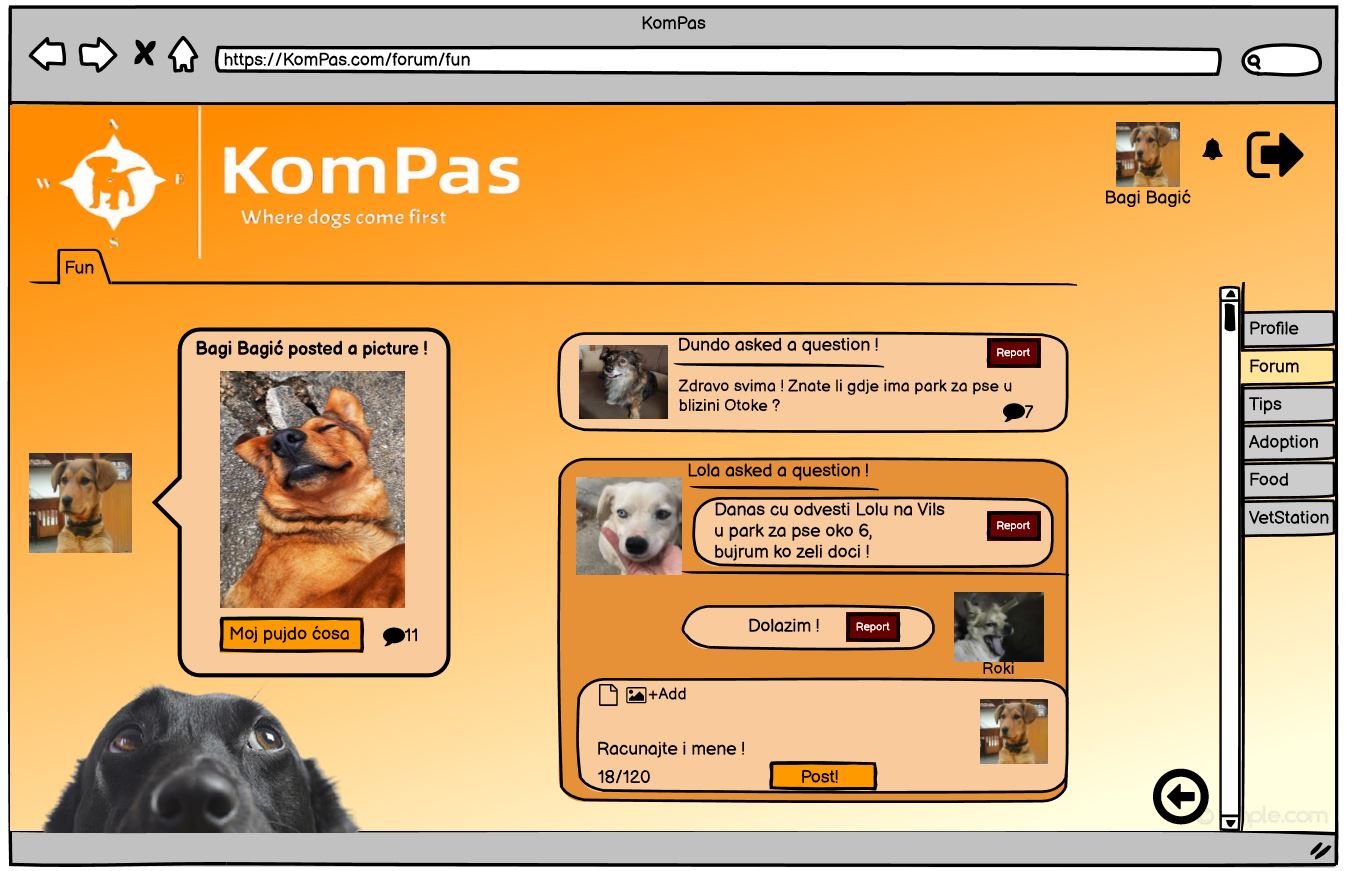 KomPas
https://KomPas.com/forum/fun
N
W
E
S
KomPas
Where dogs come first
Bagi Bagić
Fun
Bagi Bagić posted a picture !
Moj pujdo ćosa
11
Dundo asked a question !
Report
Zdravo svima ! Znate li gdje ima park za pse u
blizini Otoke ?
7
Lola asked a question !
Danas cu odvesti Lolu na Vils
u park za pse oko 6,
bujrum ko zeli doci !
Report
Dolazim !
Report
Roki
+Add
Racunajte i mene !
18/120
Post!
Profile
Forum
Tips
Adoption
Food
VetStation